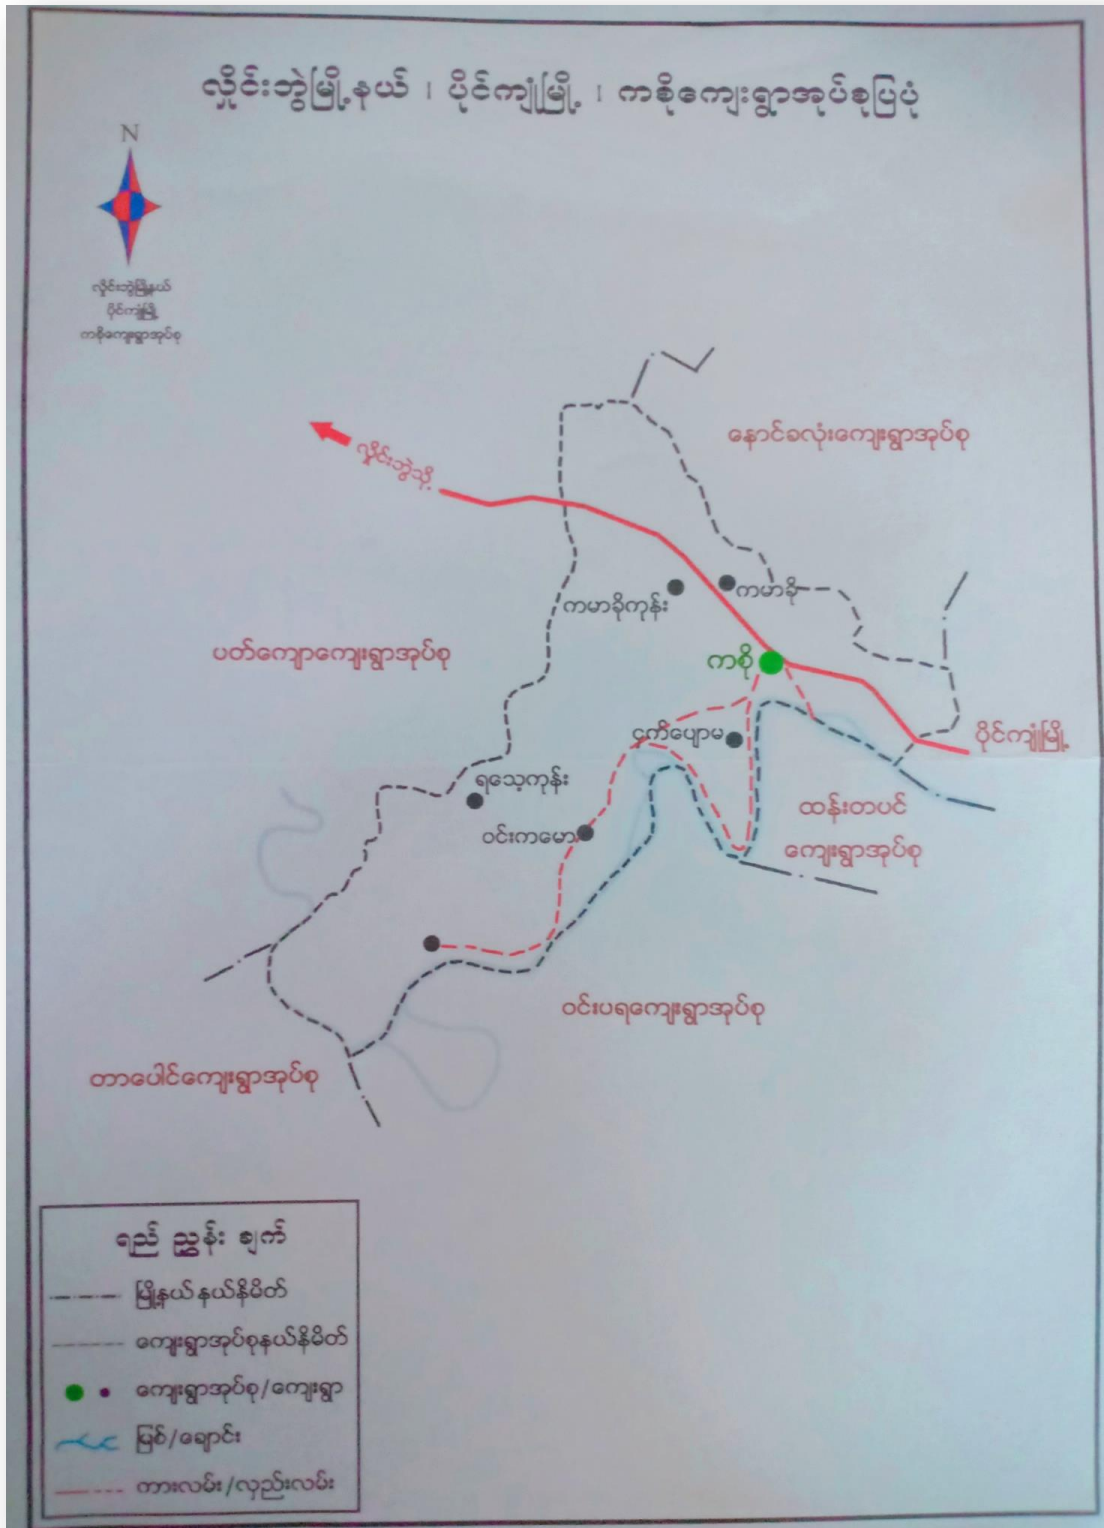 လှိုင်းဘွဲမြို့နယ် ၊ ပိုင်ကျုံမြို့ ၊ ကစိုကျေးရွာအုပ်စုပြပုံ
N
လှိုင်းဘွဲမြို့နယ်
ပိုင်ကျုံမြို့
ကစိုကျေးရွာအုပ်စု
နောင်ခလုံးကျေးရွာအုပ်စု
လှိုင်းဘွဲသို့
ကမာခိုကုန်း
ကမာခို
ပတ်ကျောကျေးရွာအုပ်စု
ကစို
ငှက်ပျောမ
ပိုင်ကျုံမြို့
ရသေ့ကုန်း
ထန်းတပင်
ကျေးရွာအုပ်စု
ဝင်းကမော
ဝင်းပရကျေးရွာအုပ်စု
တာပေါင်ကျေးရွာအုပ်စု
ရည် ညွှန်း ချက်
မြို့နယ်နယ်နိမိတ်
ကျေးရွာအုပ်စုနယ်နိမိတ်
ကျေးရွာအုပ်စု/ကျေးရွာ
မြစ်/ချောင်း
ကားလမ်း/လှည်းလမ်း